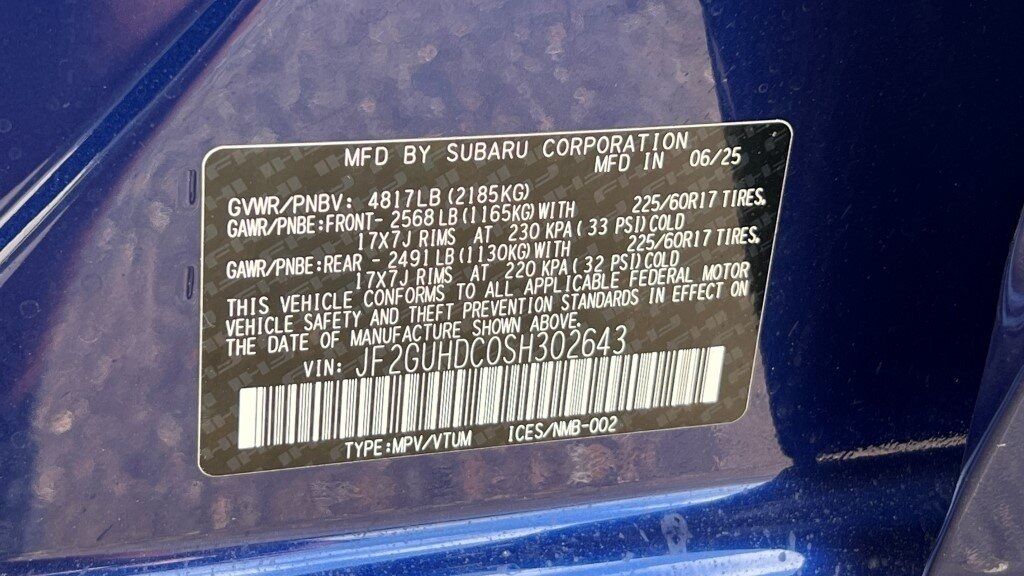 MFD BY SUBARU CORPORATION
MFD IN 06/25
GVWR/PNBV: 4817LB (2185KG)
GAWR/PNBE: FRONT- 2568 LB (1165KG) WITH 225/60R17 TIRES,
17X7J RIMS AT 230 KPA ( 33 PSI) COLD
GAWR/PNBE: REAR - 2491 LB (1130KG) WITH 225/60R17 TIRES,
17X7J RIMS AT 220 KPA ( 32 PSI) COLD
THIS VEHICLE CONFORMS TO ALL APPLICABLE FEDERAL MOTOR
VEHICLE SAFETY AND THEFT PREVENTION STANDARDS IN EFFECT ON
THE DATE OF MANUFACTURE SHOWN ABOVE.
VIN: JF2GUHDC0SH302643
TYPE:MPV/VTUM ICES/NMB-002